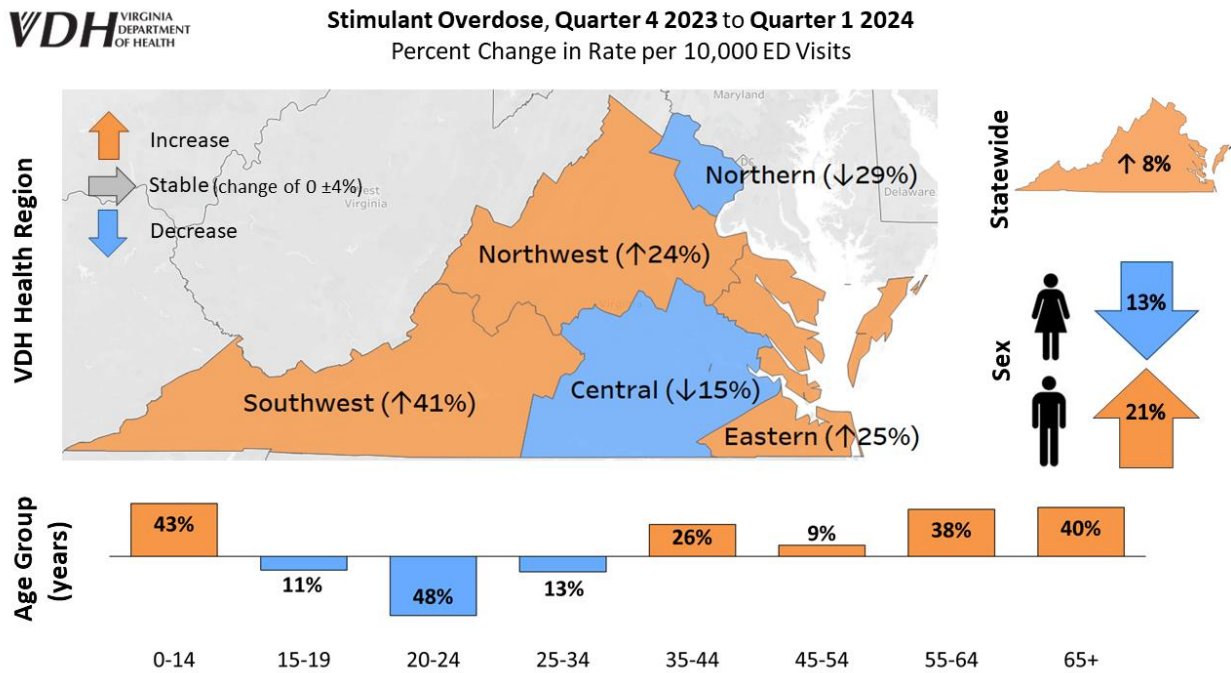 VDH VIRGINIA
DEPARTMENT
OF HEALTH
Stimulant Overdose, Quarter 4 2023 to Quarter 1 2024
Percent Change in Rate per 10,000 ED Visits
VDH Health Region
Increase
Stable (change of 0 ±4%)
Decrease
Maryland
West
Virginia
DC
Delaware
Northern (↓29%)
Northwest (↑24%)
Virginia
Southwest (↑41%)
Central (↓15%)
Eastern (↑25%)
Statewide
↑ 8%
Sex
13%
21%
Age Group
(years)
43%
11%
48%
13%
26%
9%
38%
40%
0-14
15-19
20-24
25-34
35-44
45-54
55-64
65+